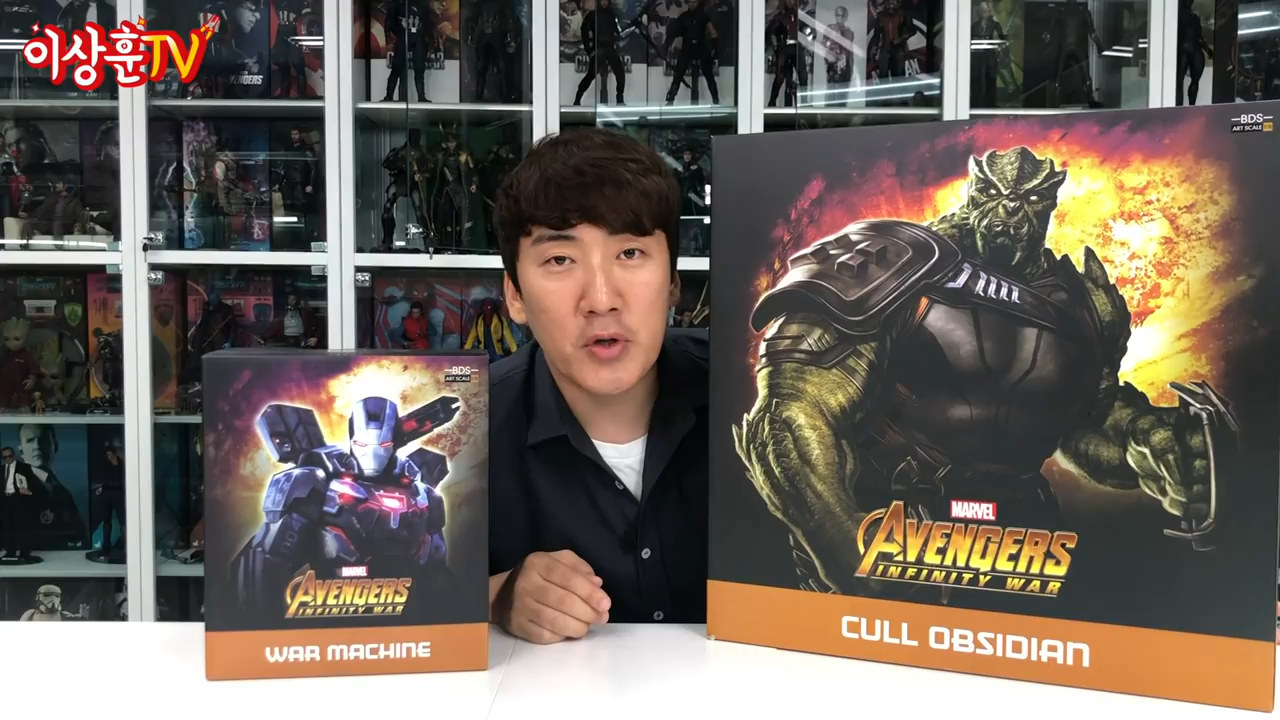 이상훈TV
AVENGERS
BDS
ART SCALE
MARVEL
AVENGERS
INFINITY WAR
WAR MACHINE
BDS
ART SCALE
MARVEL
AVENGERS
INFINITY WAR
CULL OBSIDIAN